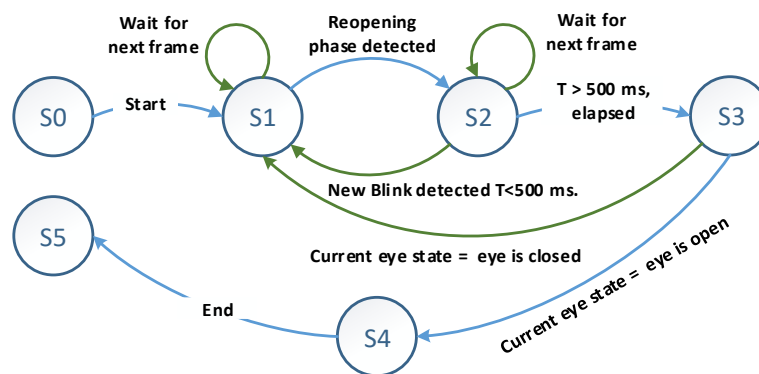 Wait for
next frame
Reopening
phase detected
Wait for
next frame
S0
Start
S1
S2
T > 500 ms,
elapsed
S3
New Blink detected T<500 ms.
S5
Current eye state = eye is closed
Current eye state = eye is open
End
S4